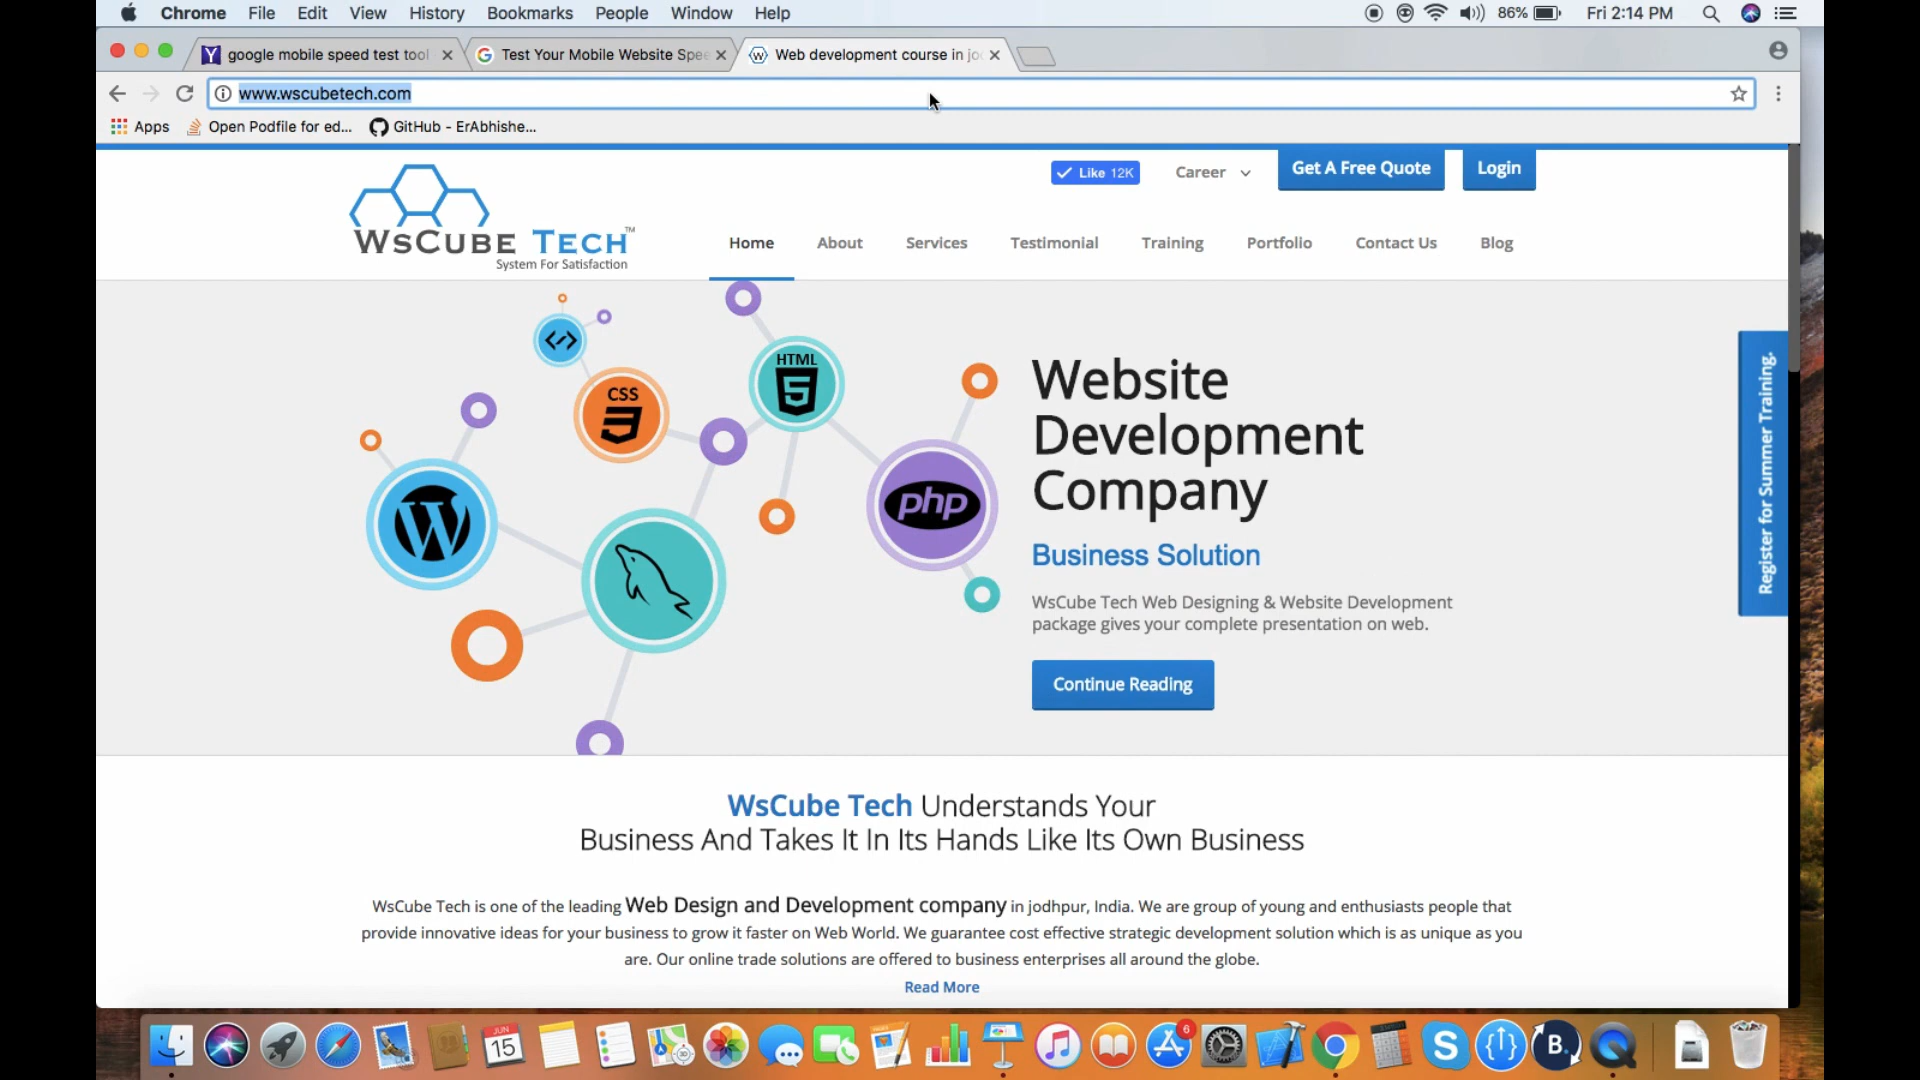 Chrome File Edit View History Bookmarks People Window Help 86% Fri 2:14 PM
google mobile speed test tool Test Your Mobile Website Spee Web development course in jo
www.wscubetech.com
Apps Open Podfile for ed... GitHub - ErAbhishe...
Like 12K Career Get A Free Quote Login
WsCube Tech™
System For Satisfaction
Home About Services Testimonial Training Portfolio Contact Us Blog
HTML
5
CSS
3
W
php
Website
Development
Company
Business Solution
WsCube Tech Web Designing & Website Development
package gives your complete presentation on web.
Continue Reading
Register for Summer Training.
WsCube Tech Understands Your
Business And Takes It In Its Hands Like Its Own Business
WsCube Tech is one of the leading Web Design and Development company in jodhpur, India. We are group of young and enthusiasts people that
provide innovative ideas for your business to grow it faster on Web World. We guarantee cost effective strategic development solution which is as unique as you
are. Our online trade solutions are offered to business enterprises all around the globe.
Read More
JUN
15
6
S
B.